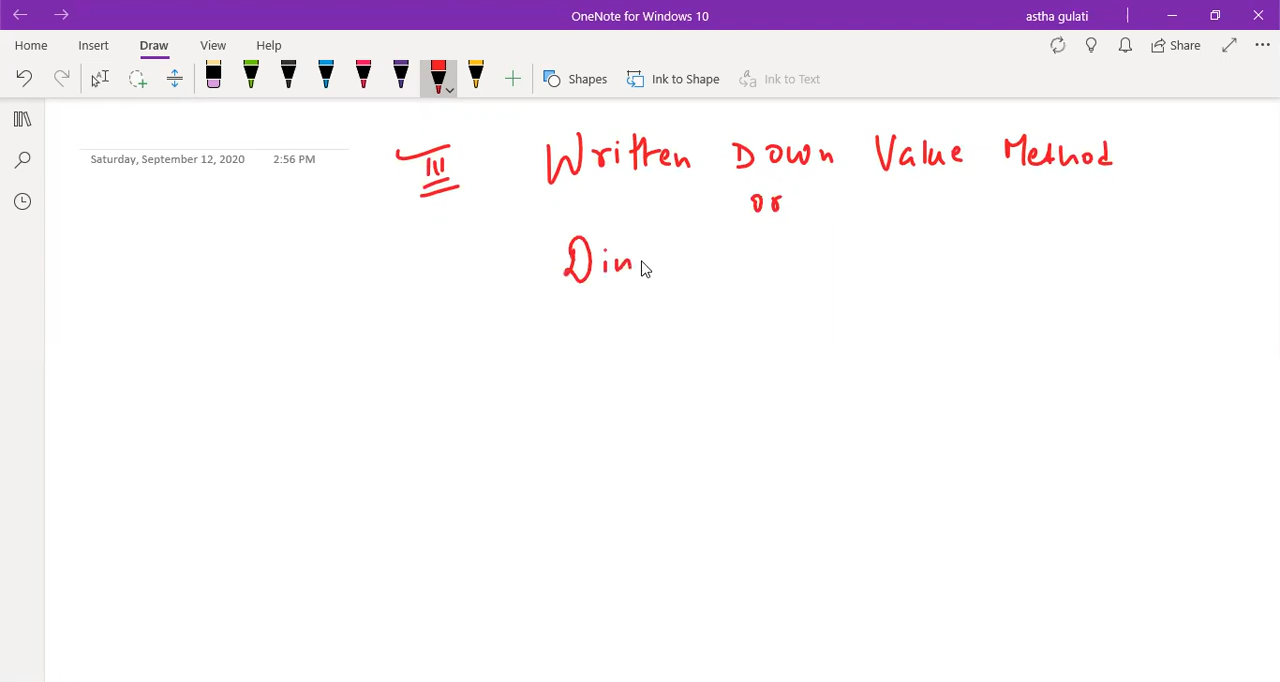 OneNote for Windows 10
astha gulati
Home Insert Draw View Help
Share
Shapes Ink to Shape Ink to Text
Saturday, September 12, 2020 2:56 PM
III Written Down Value Method
or
Din